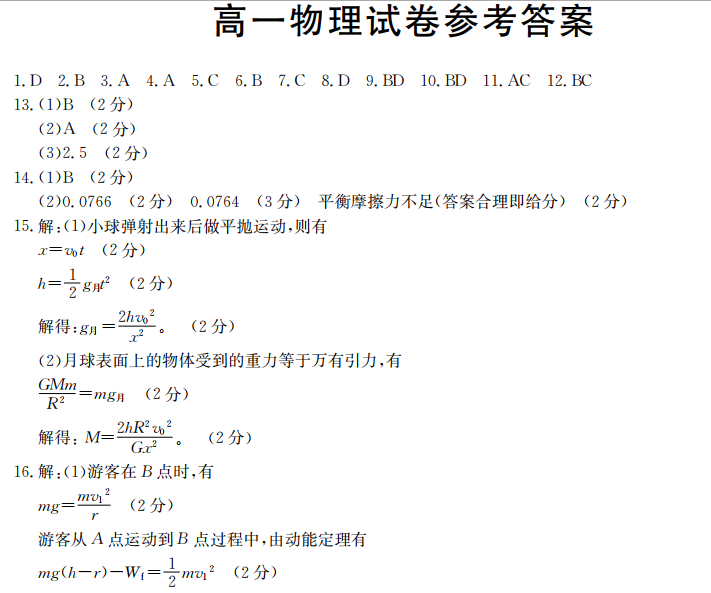 高一物理试卷参考答案
1. D 2. B 3. A 4. A 5. C 6. B 7. C 8. D 9. BD 10. BD 11. AC 12. BC
13. (1)B （2分）
(2)A （2分）
(3)2.5 （2分）
14. (1)B （2分）
(2)0.0766 （2分） 0.0764 （3分） 平衡摩擦力不足(答案合理即给分) （2分）
15. 解:(1)小球弹射出来后做平抛运动,则有
x=v₀t （2分）
h=\frac{1}{2}g月t² （2分）
解得:g月=\frac{2hv₀²}{x²}。 （2分）
(2)月球表面上的物体受到的重力等于万有引力,有
\frac{GMm}{R²}=mg月 （2分）
解得: M=\frac{2hR²v₀²}{Gx²}。 （2分）
16. 解:(1)游客在B点时,有
mg=\frac{mv₁²}{r} （2分）
游客从A点运动到B点过程中,由动能定理有
mg(h-r)-W_f=\frac{1}{2}mv₁² （2分）